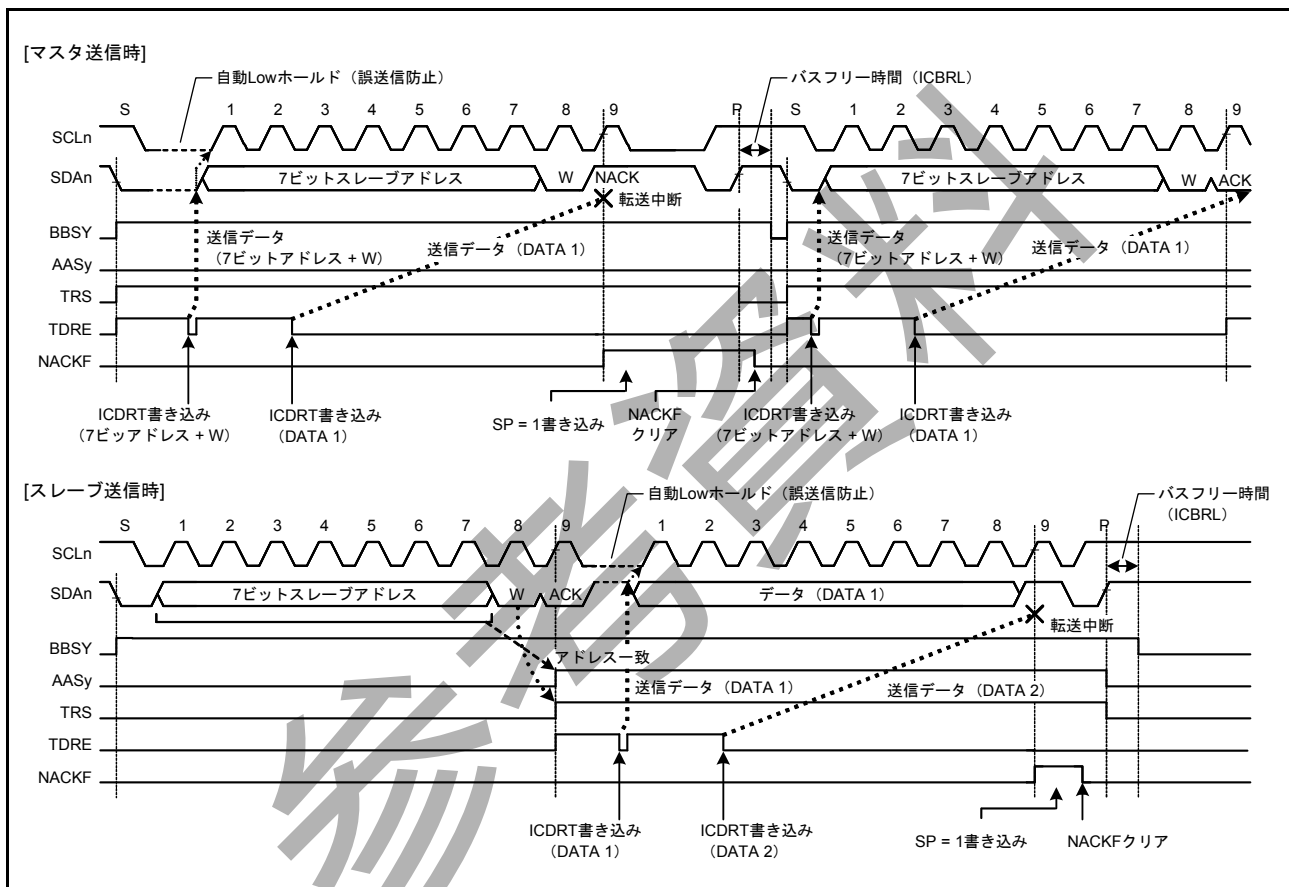 [マスタ送信時]
自動Lowホールド（誤送信防止）
バスフリー時間（ICBRL）
S 1 2 3 4 5 6 7 8 9 P S 1 2 3 4 5 6 7 8 9
SCLn
SDAn
7ビットスレーブアドレス
W
NACK
7ビットスレーブアドレス
W
ACK
転送中断
BBSY
送信データ
（7ビットアドレス + W）
送信データ（DATA 1）
送信データ
（7ビットアドレス + W）
送信データ（DATA 1）
AASy
TRS
TDRE
NACKF
ICDRT書き込み
（7ビッアドレス + W）
ICDRT書き込み
（DATA 1）
SP = 1書き込み
NACKF
クリア
ICDRT書き込み
（7ビットアドレス + W）
ICDRT書き込み
（DATA 1）
[スレーブ送信時]
自動Lowホールド（誤送信防止）
バスフリー時間
（ICBRL）
S 1 2 3 4 5 6 7 8 9 1 2 3 4 5 6 7 8 9 P
SCLn
SDAn
7ビットスレーブアドレス
W
ACK
データ（DATA 1）
転送中断
BBSY
アドレス一致
AASy
送信データ（DATA 1）
送信データ（DATA 2）
TRS
TDRE
NACKF
ICDRT書き込み
（DATA 1）
ICDRT書き込み
（DATA 2）
SP = 1書き込み
NACKFクリア
参考資料